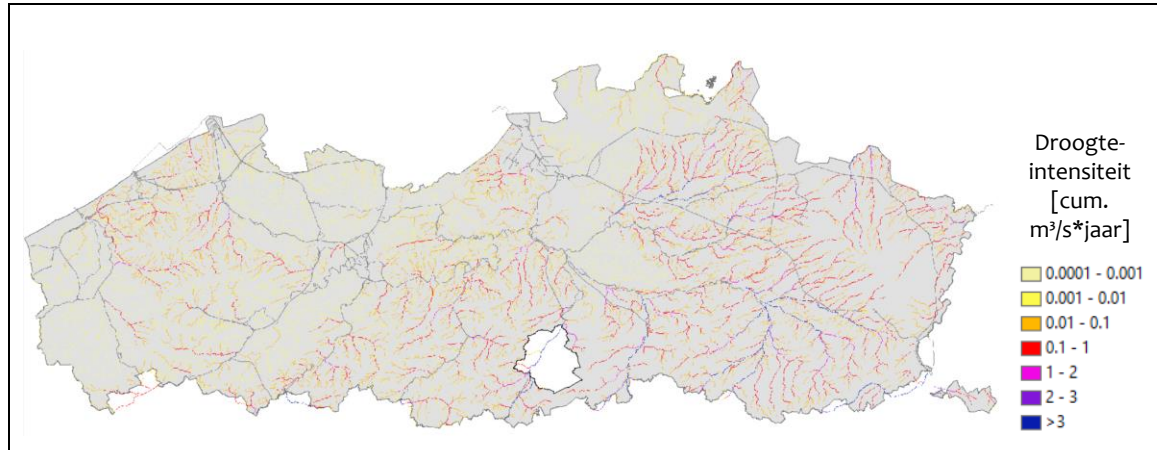 Droogte-
intensiteit
[cum.
m³/s*jaar]
0.0001 - 0.001
0.001 - 0.01
0.01 - 0.1
0.1 - 1
1 - 2
2 - 3
>3